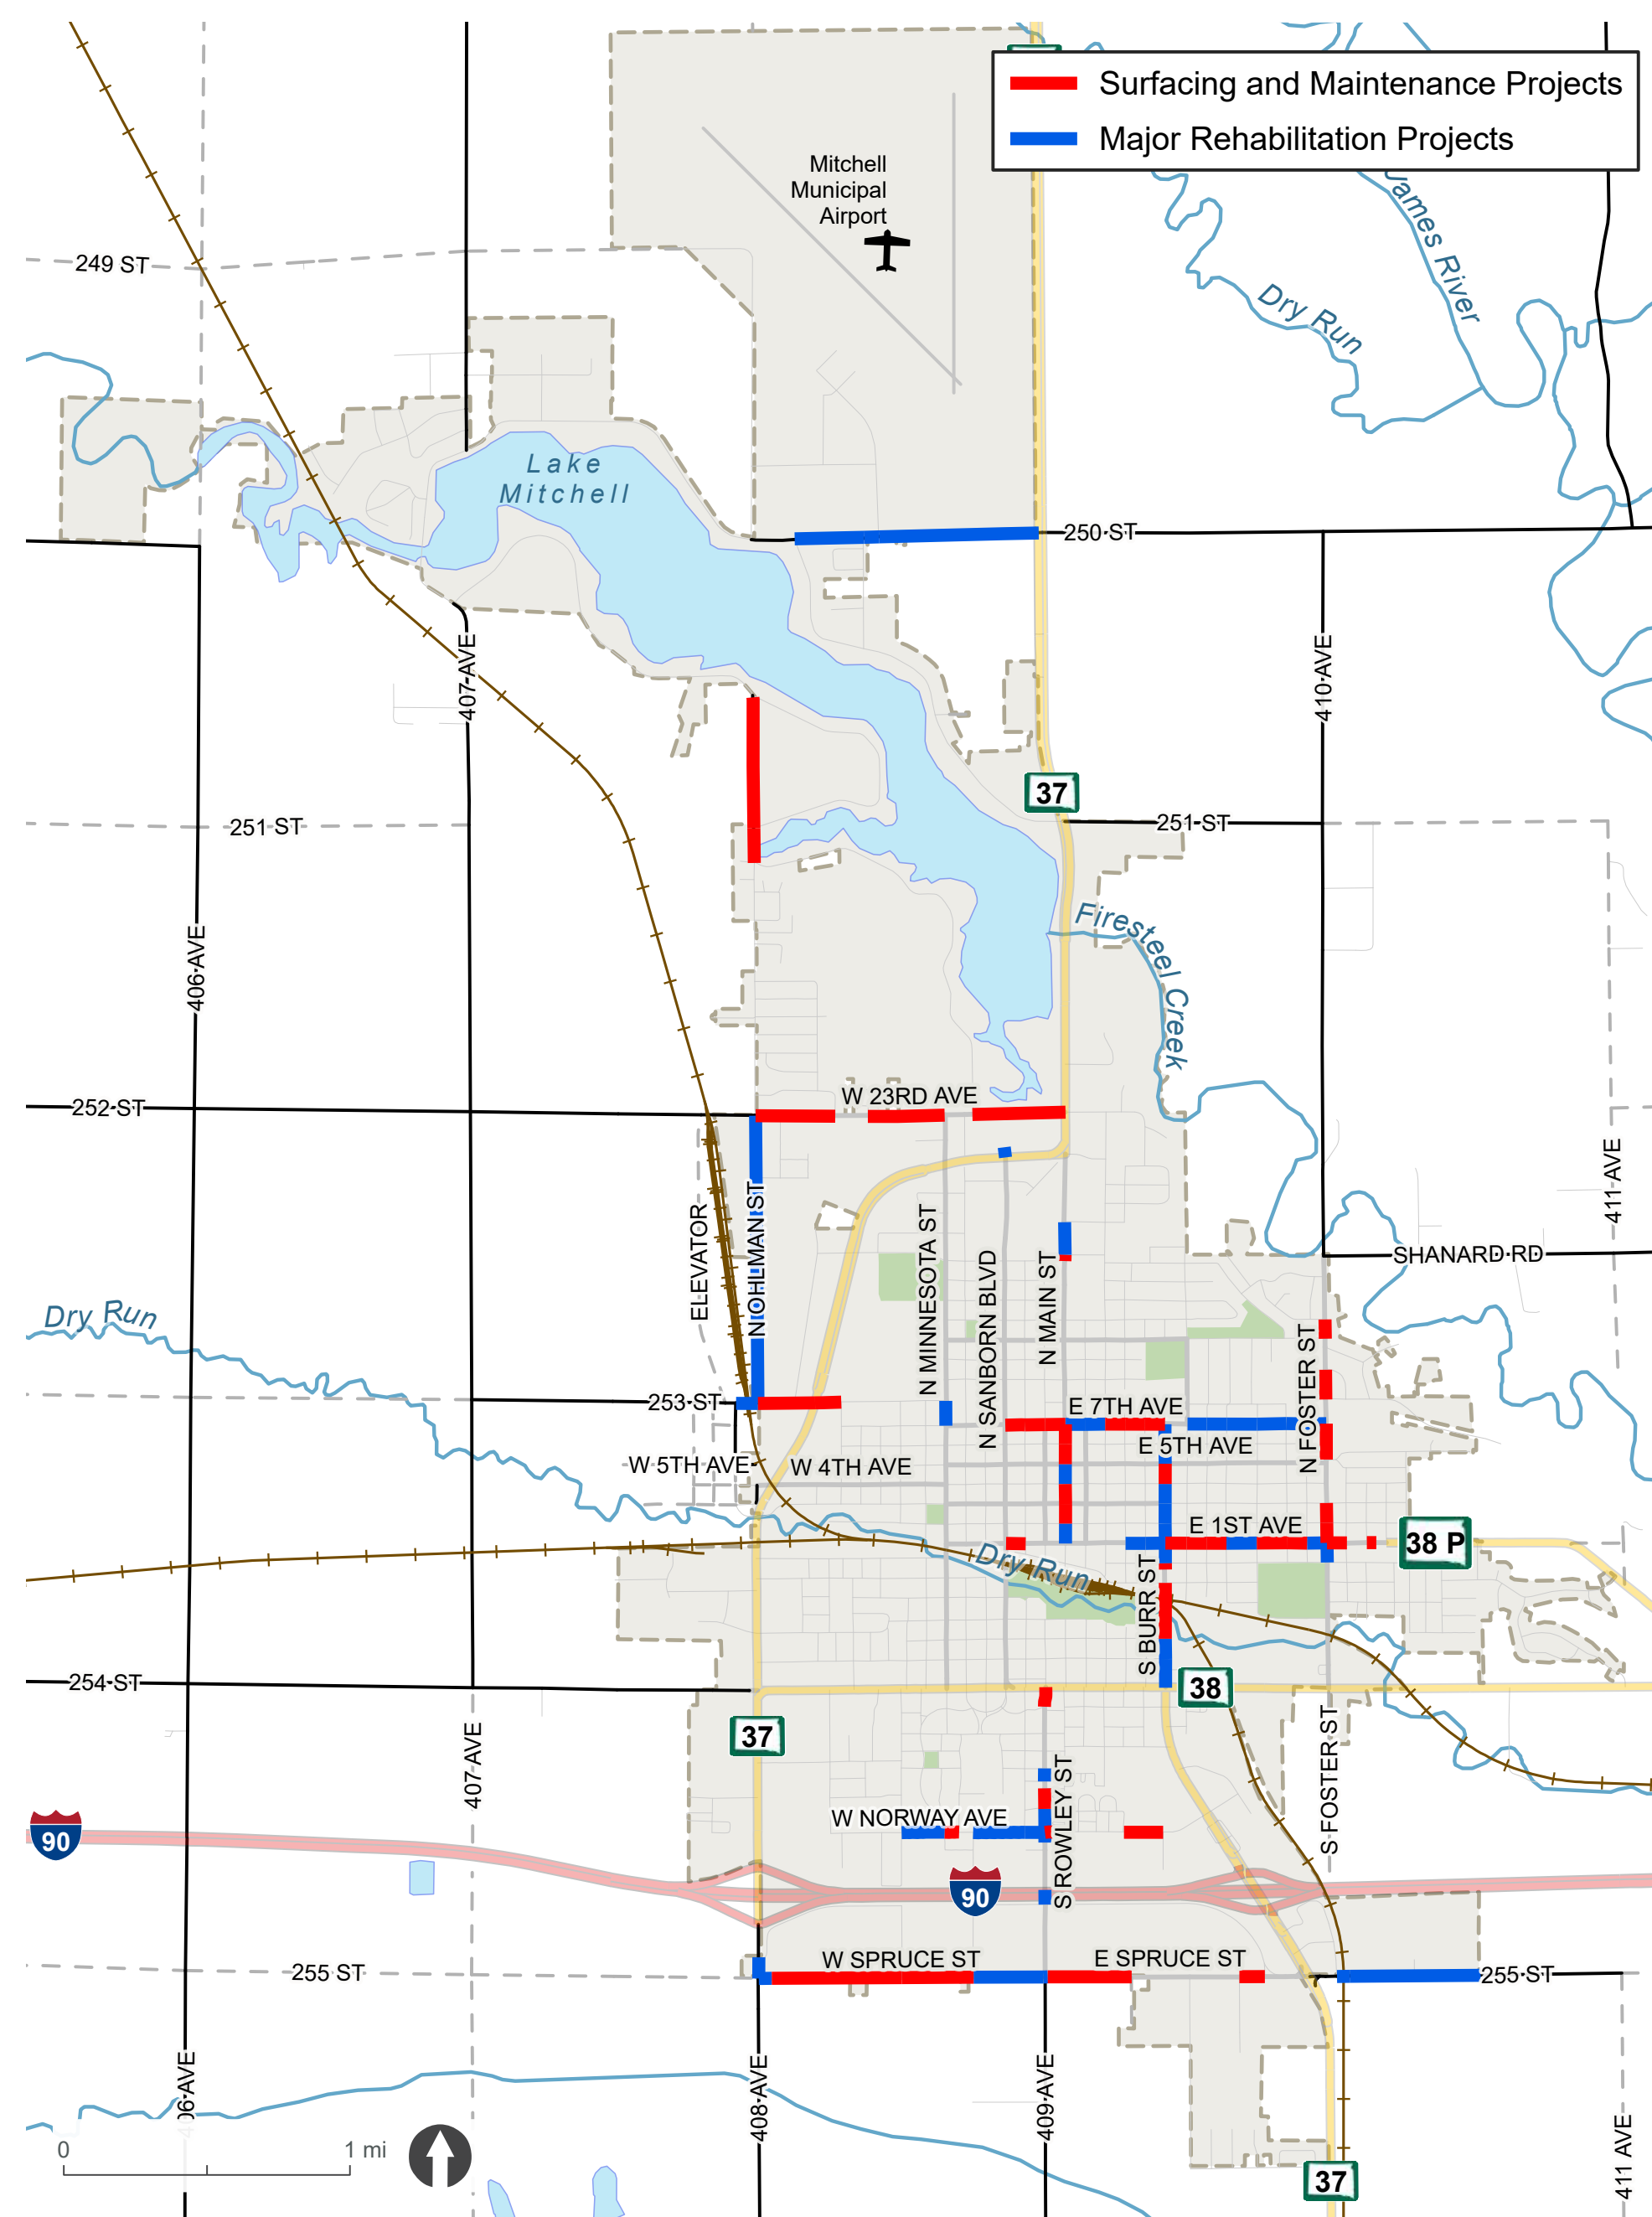 Surfacing and Maintenance Projects
Major Rehabilitation Projects
Mitchell
Municipal
Airport
James River
249 ST
Dry Run
Lake
Mitchell
250 ST
407 AVE
410 AVE
37
251 ST
251 ST
Firesteel Creek
406 AVE
W 23RD AVE
252 ST
411 AVE
ELEVATOR
N OHLMAN ST
N MINNESOTA ST
N SANBORN BLVD
N MAIN ST
SHANARD RD
Dry Run
N FOSTER ST
253 ST
E 7TH AVE
E 5TH AVE
W 5TH AVE
W 4TH AVE
E 1ST AVE
38 P
Dry Run
S BURR ST
254 ST
38
37
407 AVE
S FOSTER ST
S ROWLEY ST
W NORWAY AVE
90
90
W SPRUCE ST
E SPRUCE ST
255 ST
255 ST
406 AVE
408 AVE
409 AVE
411 AVE
0
1 mi
37